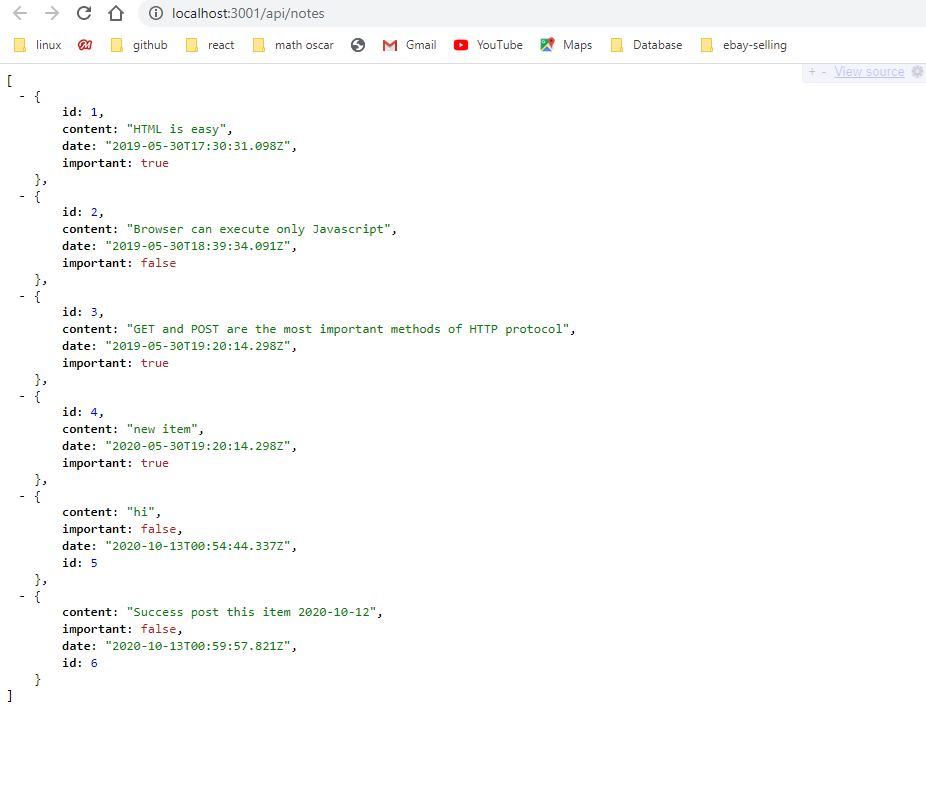 localhost:3001/api/notes
linux github react math oscar Gmail YouTube Maps Database ebay-selling
+ - View source
[
- {
id: 1,
content: "HTML is easy",
date: "2019-05-30T17:30:31.098Z",
important: true
},
- {
id: 2,
content: "Browser can execute only Javascript",
date: "2019-05-30T18:39:34.091Z",
important: false
},
- {
id: 3,
content: "GET and POST are the most important methods of HTTP protocol",
date: "2019-05-30T19:20:14.298Z",
important: true
},
- {
id: 4,
content: "new item",
date: "2020-05-30T19:20:14.298Z",
important: true
},
- {
content: "hi",
important: false,
date: "2020-10-13T00:54:44.337Z",
id: 5
},
- {
content: "Success post this item 2020-10-12",
important: false,
date: "2020-10-13T00:59:57.821Z",
id: 6
}
]